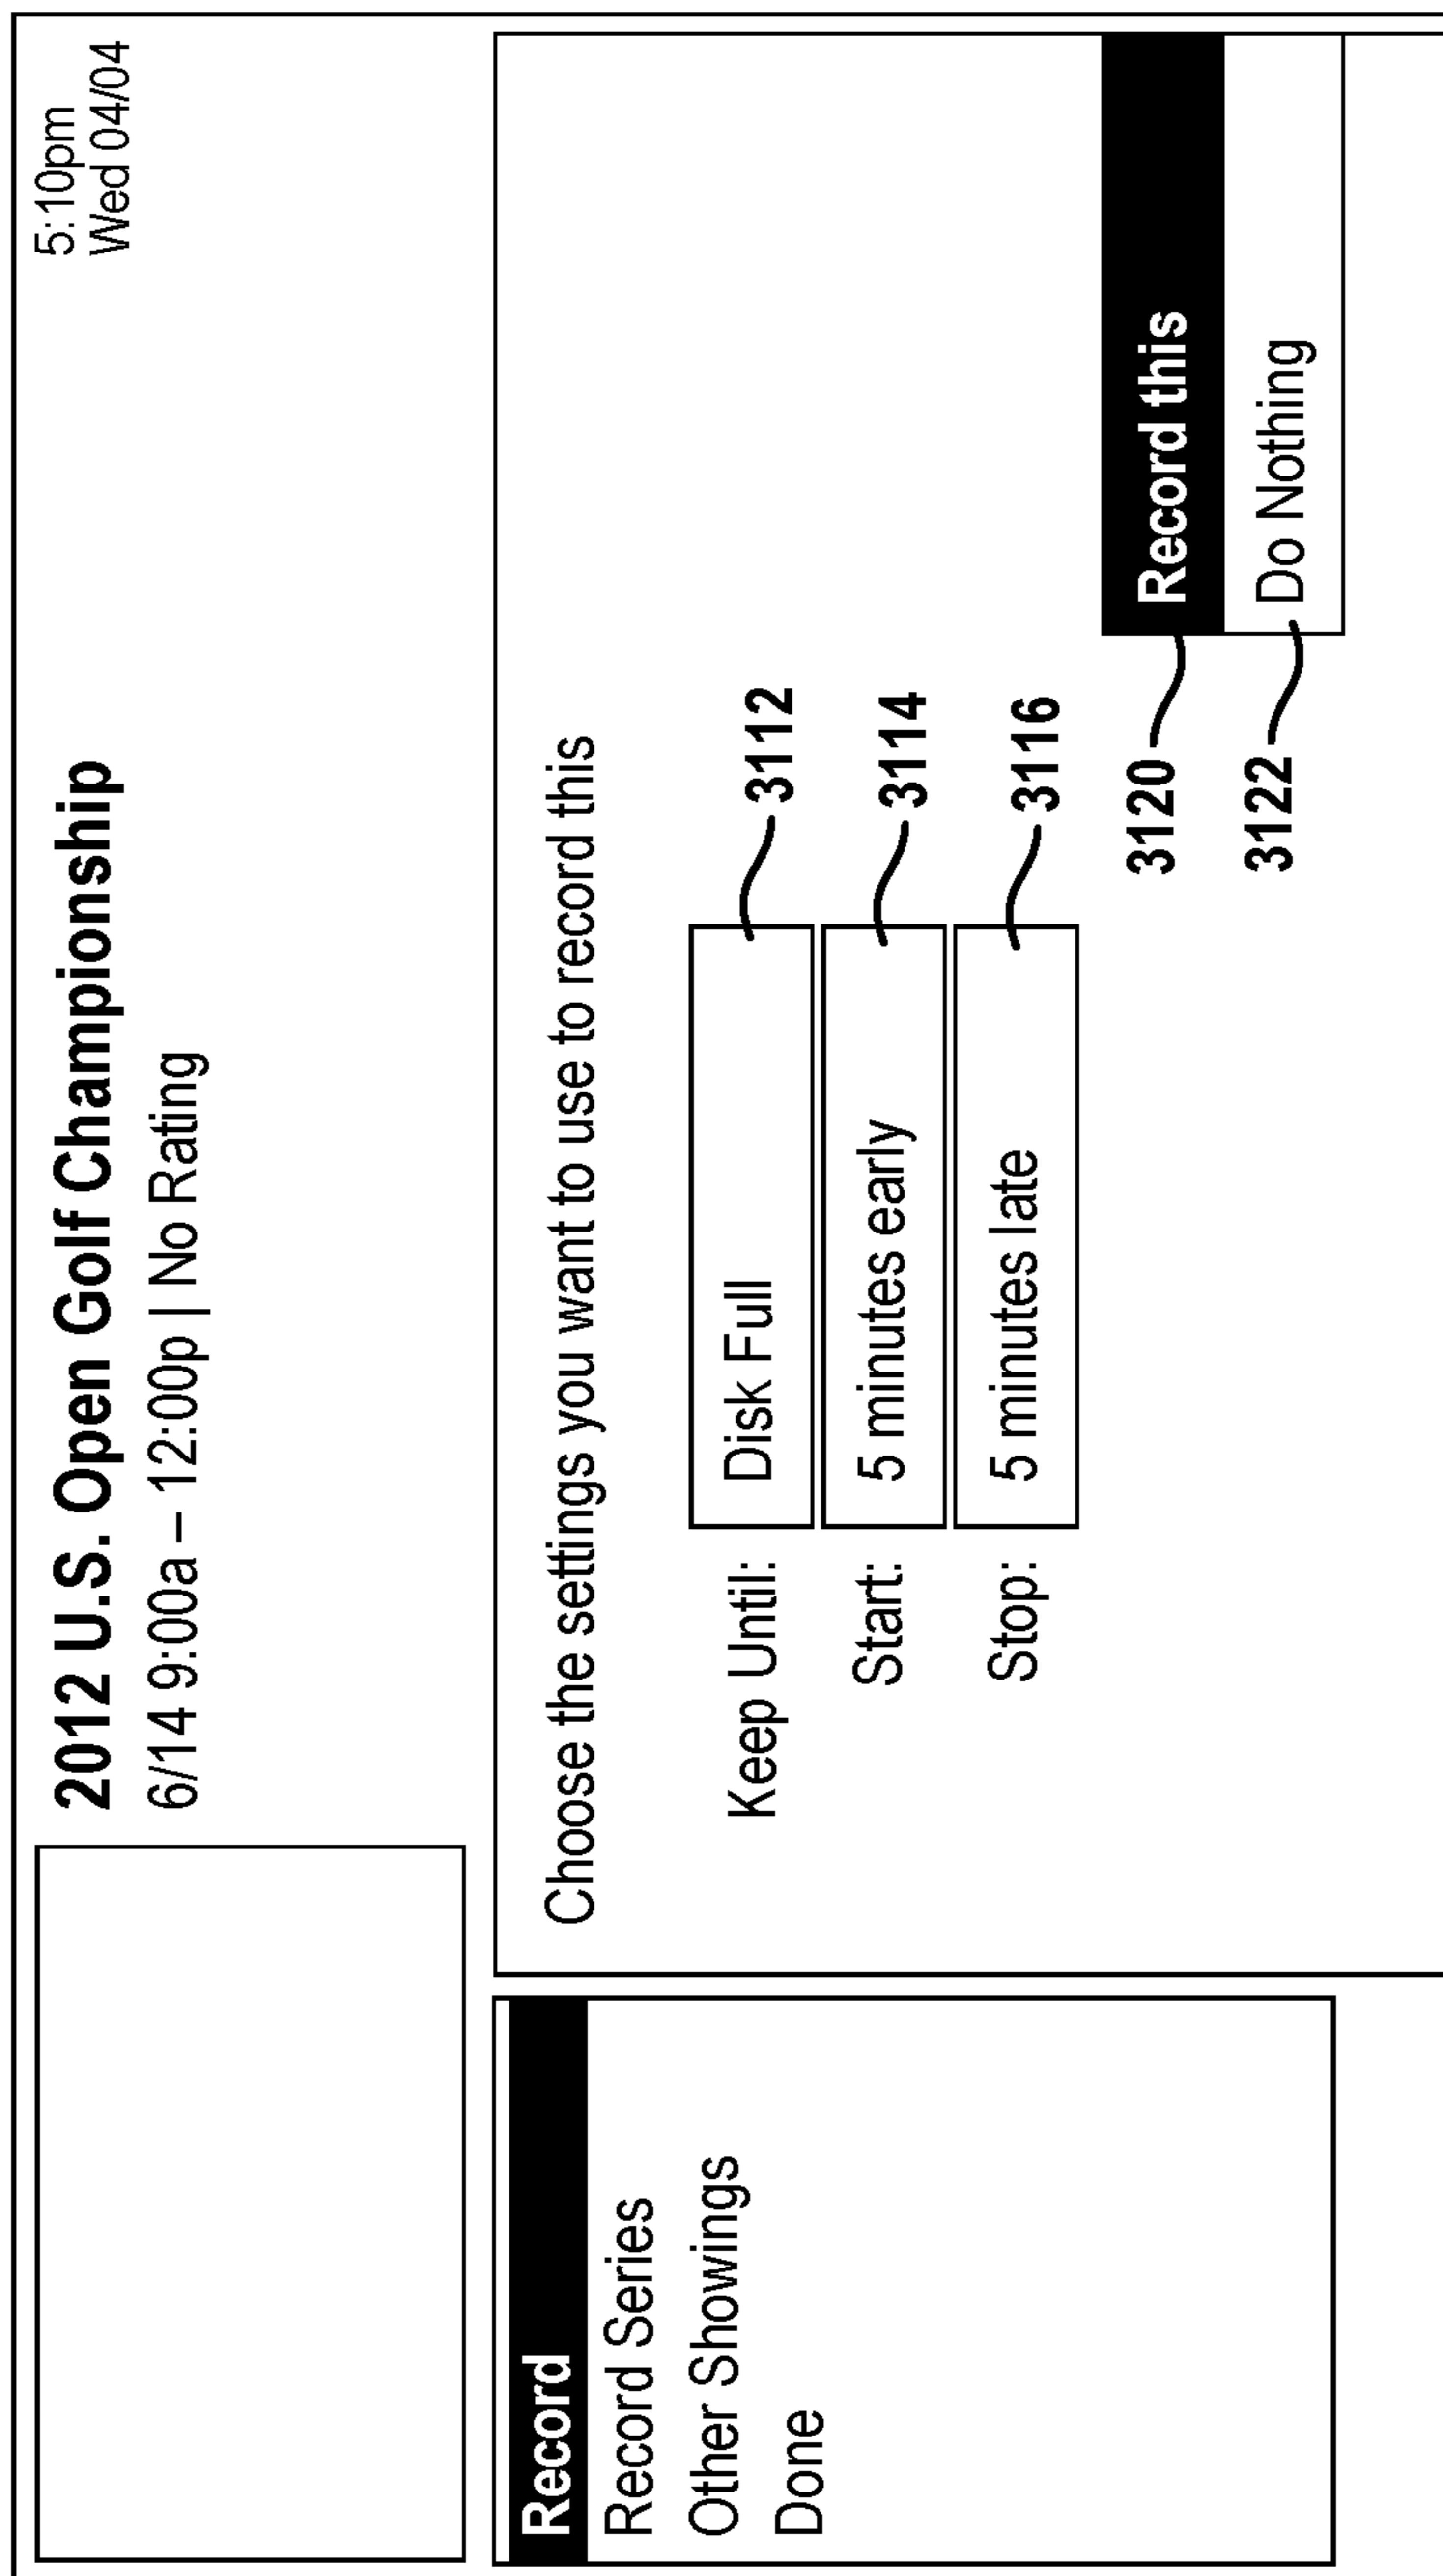 2012 U.S. Open Golf Championship
6/14 9:00a – 12:00p | No Rating
5:10pm
Wed 04/04
Record
Record Series
Other Showings
Done
Choose the settings you want to use to record this
Keep Until: Disk Full 3112
Start: 5 minutes early 3114
Stop: 5 minutes late 3116
3120 Record this
3122 Do Nothing